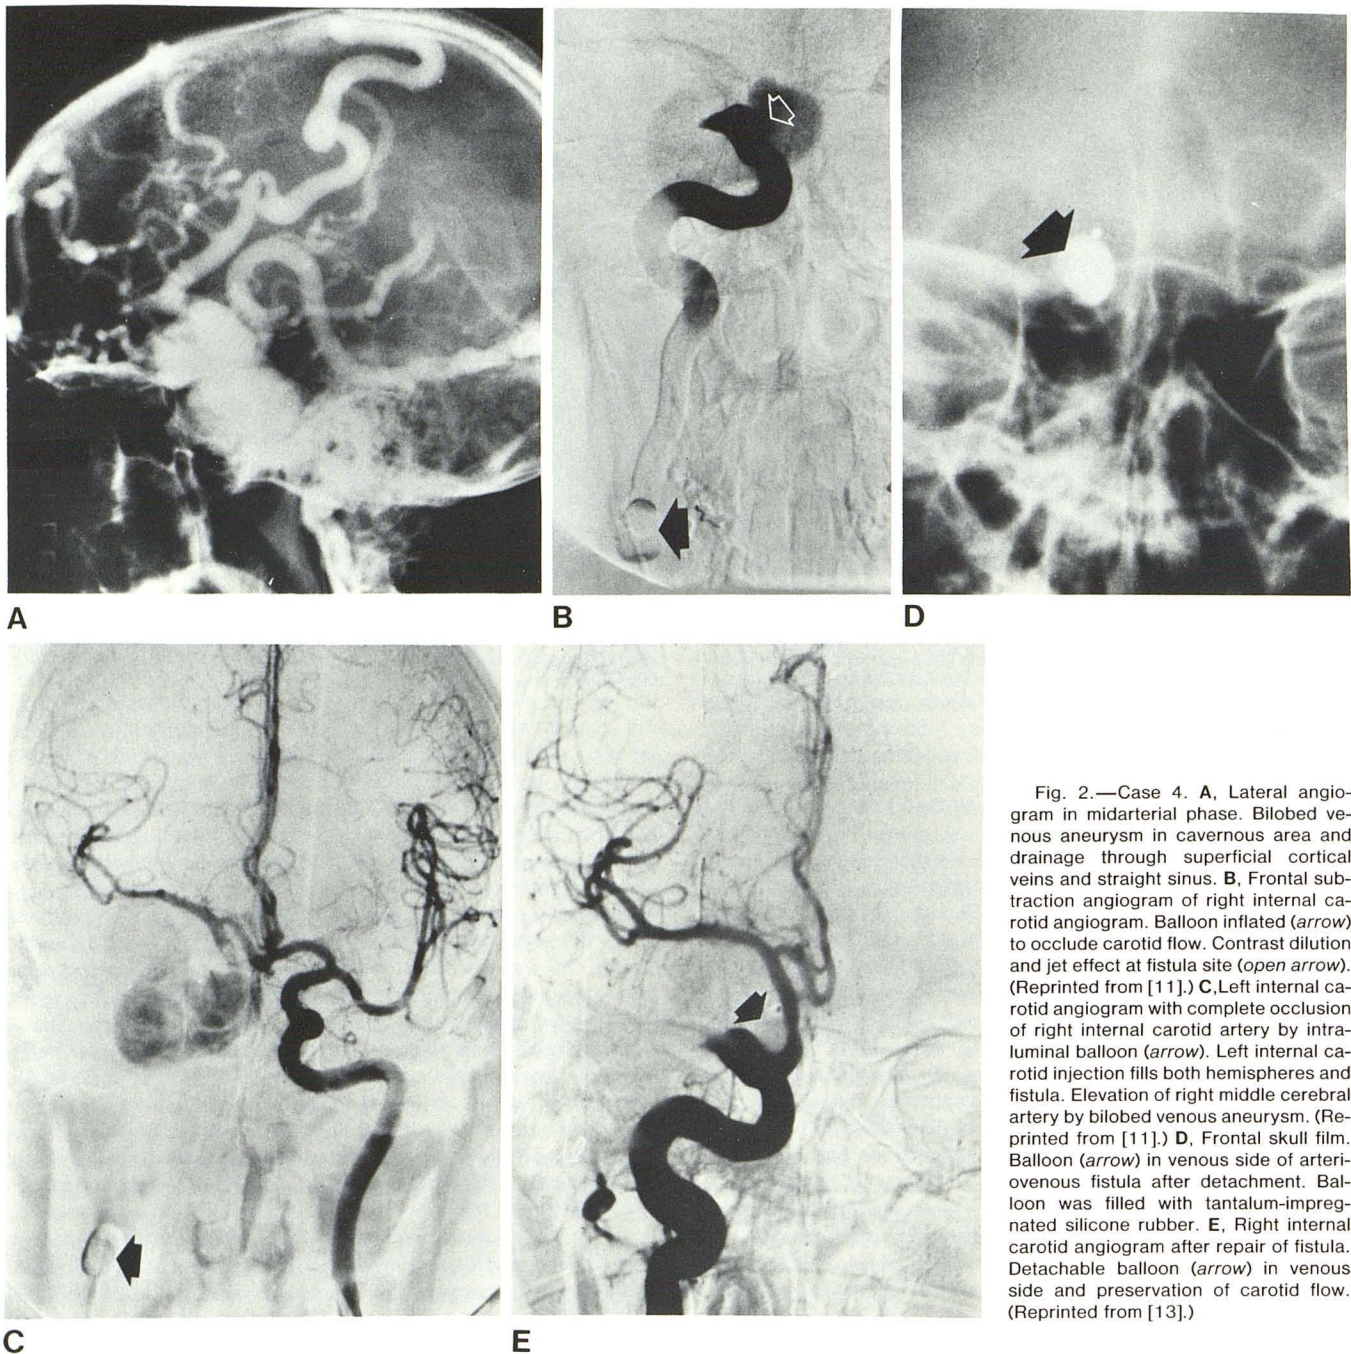 A
B
D
C
E
Fig. 2.—Case 4. A, Lateral angio-
gram in midarterial phase. Bilobed ve-
nous aneurysm in cavernous area and
drainage through superficial cortical
veins and straight sinus. B, Frontal sub-
traction angiogram of right internal ca-
rotid angiogram. Balloon inflated (arrow)
to occlude carotid flow. Contrast dilution
and jet effect at fistula site (open arrow).
(Reprinted from [11].) C,Left internal ca-
rotid angiogram with complete occlusion
of right internal carotid artery by intra-
luminal balloon (arrow). Left internal ca-
rotid injection fills both hemispheres and
fistula. Elevation of right middle cerebral
artery by bilobed venous aneurysm. (Re-
printed from [11].) D, Frontal skull film.
Balloon (arrow) in venous side of arteri-
ovenous fistula after detachment. Bal-
loon was filled with tantalum-impreg-
nated silicone rubber. E, Right internal
carotid angiogram after repair of fistula.
Detachable balloon (arrow) in venous
side and preservation of carotid flow.
(Reprinted from [13].)